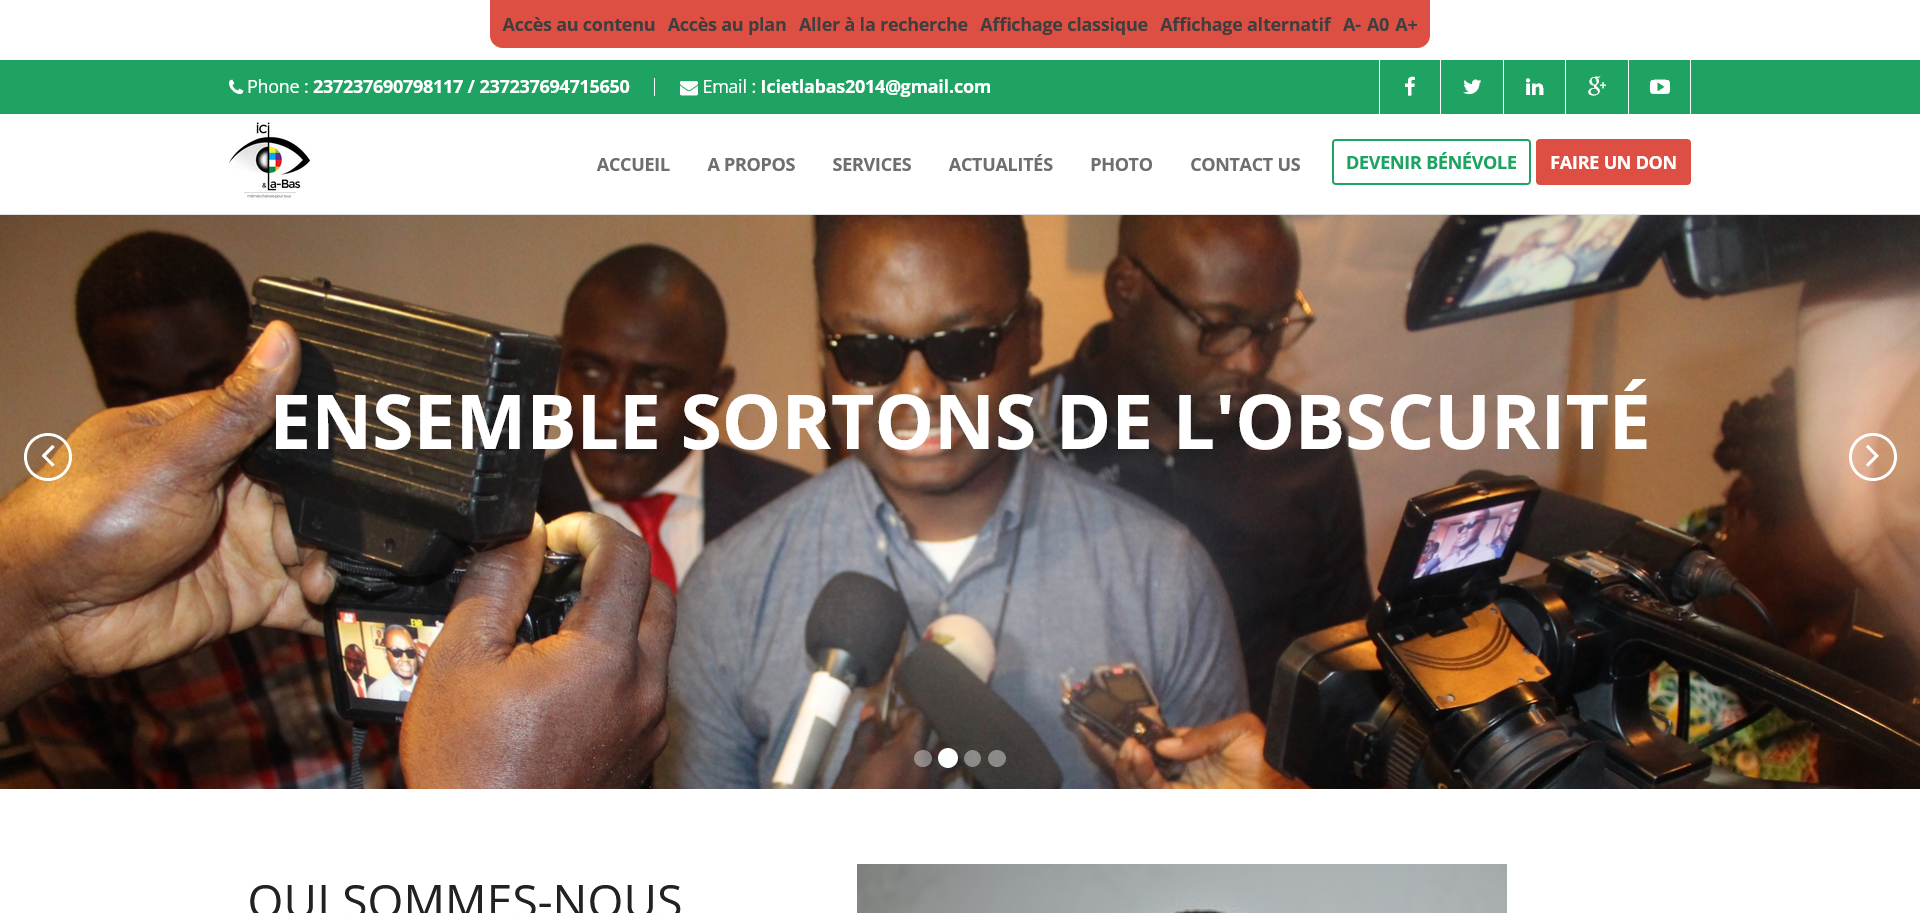 Accès au contenu Accès au plan Aller à la recherche Affichage classique Affichage alternatif A- A0 A+
Phone : 237237690798117 / 237237694715650 Email : Icietlabas2014@gmail.com
ici
& La-Bas
ACCUEIL A PROPOS SERVICES ACTUALITÉS PHOTO CONTACT US DEVENIR BÉNÉVOLE FAIRE UN DON
ENSEMBLE SORTONS DE L'OBSCURITÉ
QUI SOMMES-NOUS